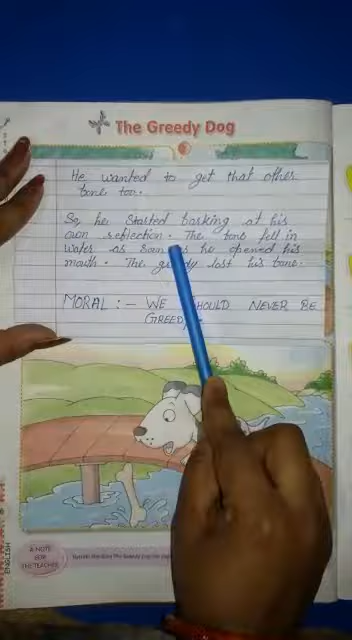 The Greedy Dog
He wanted to get that other
bone too.
So he started barking at his
own reflection. The bone fell in
water as soon as he opened his
mouth. The greedy lost his bone.
MORAL :- WE SHOULD NEVER BE
GREEDY.
A NOTE
FOR
THE TEACHER
ENGLISH